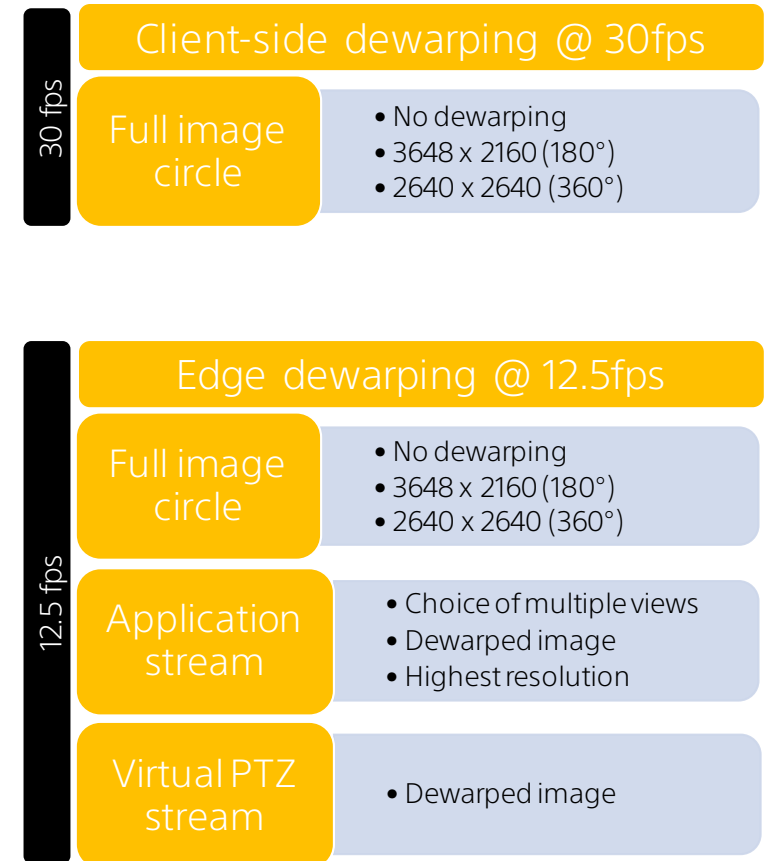 Client-side dewarping @ 30fps
30 fps
Full image
circle
• No dewarping
• 3648 x 2160 (180°)
• 2640 x 2640 (360°)
Edge dewarping @ 12.5fps
12.5 fps
Full image
circle
• No dewarping
• 3648 x 2160 (180°)
• 2640 x 2640 (360°)
Application
stream
• Choice of multiple views
• Dewarped image
• Highest resolution
Virtual PTZ
stream
• Dewarped image